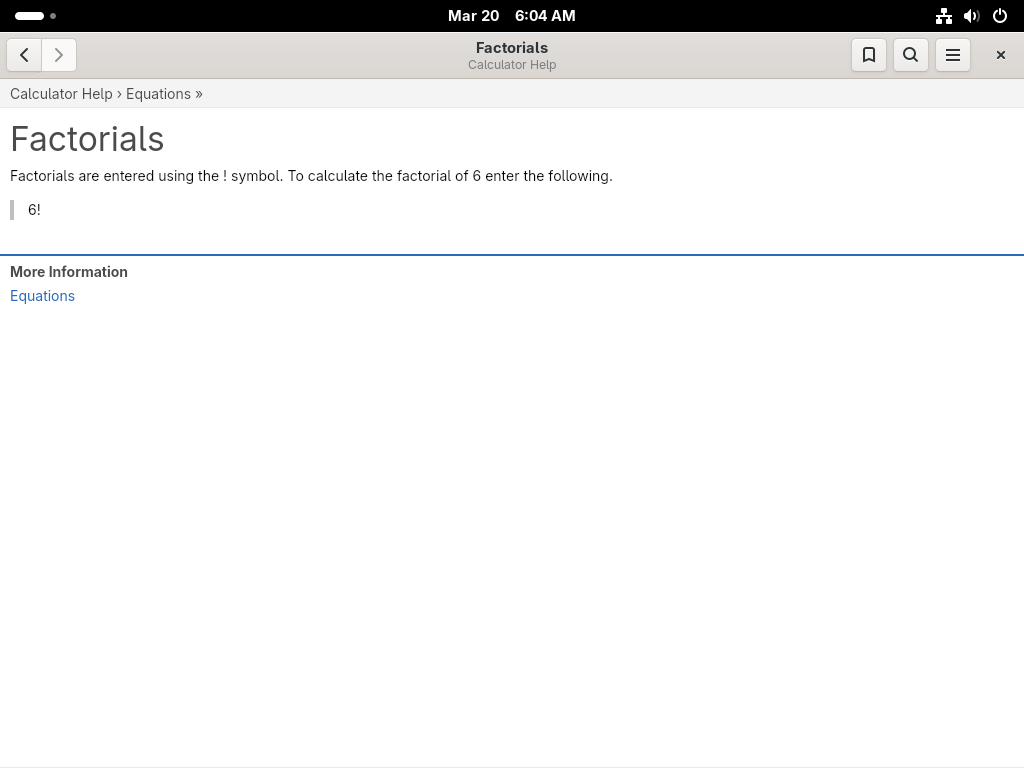 Mar 20 6:04 AM
Factorials
Calculator Help
Calculator Help › Equations »
Factorials
Factorials are entered using the ! symbol. To calculate the factorial of 6 enter the following.
6!
More Information
Equations